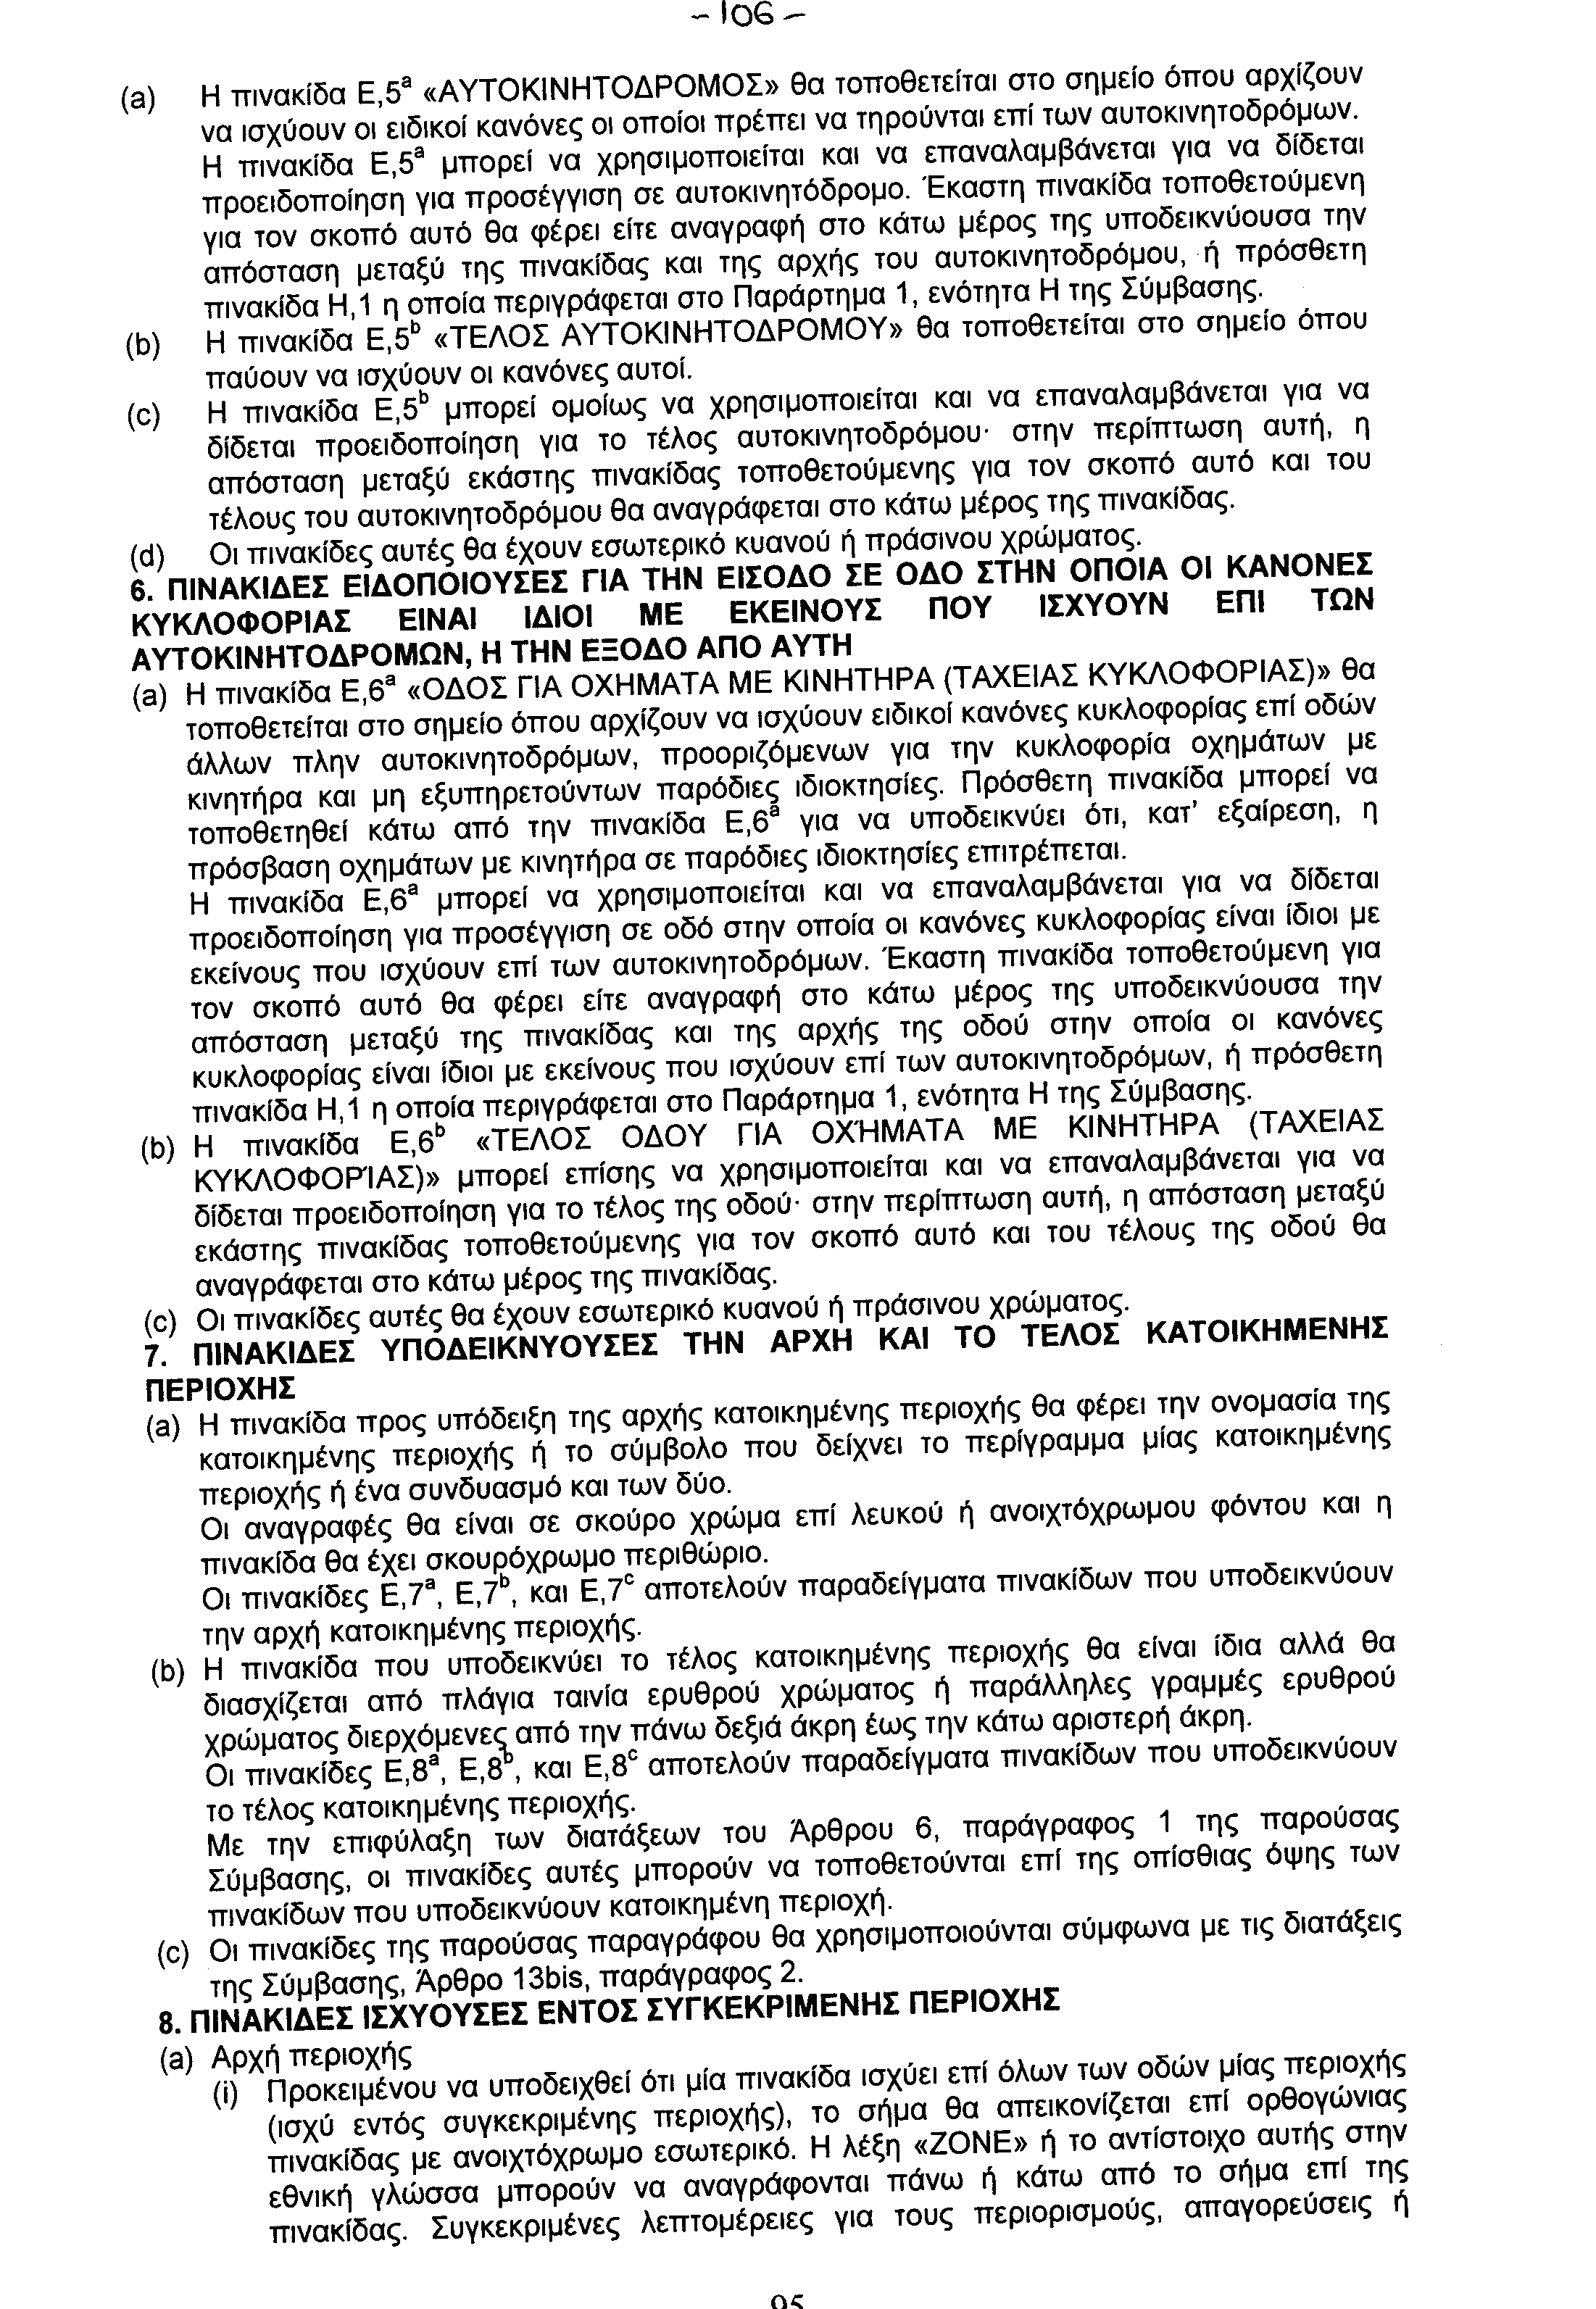 - 106 -
(a) Η πινακίδα Ε,5ª «ΑΥΤΟΚΙΝΗΤΟΔΡΟΜΟΣ» θα τοποθετείται στο σημείο όπου αρχίζουν
να ισχύουν οι ειδικοί κανόνες οι οποίοι πρέπει να τηρούνται επί των αυτοκινητοδρόμων.
Η πινακίδα Ε,5ª μπορεί να χρησιμοποιείται και να επαναλαμβάνεται για να δίδεται
προειδοποίηση για προσέγγιση σε αυτοκινητόδρομο. Έκαστη πινακίδα τοποθετούμενη
για τον σκοπό αυτό θα φέρει είτε αναγραφή στο κάτω μέρος της υποδεικνύουσα την
απόσταση μεταξύ της πινακίδας και της αρχής του αυτοκινητοδρόμου, ή πρόσθετη
πινακίδα Η,1 η οποία περιγράφεται στο Παράρτημα 1, ενότητα Η της Σύμβασης.
(b) Η πινακίδα Ε,5ᵇ «ΤΕΛΟΣ ΑΥΤΟΚΙΝΗΤΟΔΡΟΜΟΥ» θα τοποθετείται στο σημείο όπου
παύουν να ισχύουν οι κανόνες αυτοί.
(c) Η πινακίδα Ε,5ᵇ μπορεί ομοίως να χρησιμοποιείται και να επαναλαμβάνεται για να
δίδεται προειδοποίηση για το τέλος αυτοκινητοδρόμου· στην περίπτωση αυτή, η
απόσταση μεταξύ εκάστης πινακίδας τοποθετούμενης για τον σκοπό αυτό και του
τέλους του αυτοκινητοδρόμου θα αναγράφεται στο κάτω μέρος της πινακίδας.
(d) Οι πινακίδες αυτές θα έχουν εσωτερικό κυανού ή πράσινου χρώματος.
6. ΠΙΝΑΚΙΔΕΣ ΕΙΔΟΠΟΙΟΥΣΕΣ ΓΙΑ ΤΗΝ ΕΙΣΟΔΟ ΣΕ ΟΔΟ ΣΤΗΝ ΟΠΟΙΑ ΟΙ ΚΑΝΟΝΕΣ
ΚΥΚΛΟΦΟΡΙΑΣ ΕΙΝΑΙ ΙΔΙΟΙ ΜΕ ΕΚΕΙΝΟΥΣ ΠΟΥ ΙΣΧΥΟΥΝ ΕΠΙ ΤΩΝ
ΑΥΤΟΚΙΝΗΤΟΔΡΟΜΩΝ, Η ΤΗΝ ΕΞΟΔΟ ΑΠΟ ΑΥΤΗ
(a) Η πινακίδα Ε,6ª «ΟΔΟΣ ΓΙΑ ΟΧΗΜΑΤΑ ΜΕ ΚΙΝΗΤΗΡΑ (ΤΑΧΕΙΑΣ ΚΥΚΛΟΦΟΡΙΑΣ)» θα
τοποθετείται στο σημείο όπου αρχίζουν να ισχύουν ειδικοί κανόνες κυκλοφορίας επί οδών
άλλων πλην αυτοκινητοδρόμων, προοριζόμενων για την κυκλοφορία οχημάτων με
κινητήρα και μη εξυπηρετούντων παρόδιες ιδιοκτησίες. Πρόσθετη πινακίδα μπορεί να
τοποθετηθεί κάτω από την πινακίδα Ε,6ª για να υποδεικνύει ότι, κατ' εξαίρεση, η
πρόσβαση οχημάτων με κινητήρα σε παρόδιες ιδιοκτησίες επιτρέπεται.
Η πινακίδα Ε,6ª μπορεί να χρησιμοποιείται και να επαναλαμβάνεται για να δίδεται
προειδοποίηση για προσέγγιση σε οδό στην οποία οι κανόνες κυκλοφορίας είναι ίδιοι με
εκείνους που ισχύουν επί των αυτοκινητοδρόμων. Έκαστη πινακίδα τοποθετούμενη για
τον σκοπό αυτό θα φέρει είτε αναγραφή στο κάτω μέρος της υποδεικνύουσα την
απόσταση μεταξύ της πινακίδας και της αρχής της οδού στην οποία οι κανόνες
κυκλοφορίας είναι ίδιοι με εκείνους που ισχύουν επί των αυτοκινητοδρόμων, ή πρόσθετη
πινακίδα Η,1 η οποία περιγράφεται στο Παράρτημα 1, ενότητα Η της Σύμβασης.
(b) Η πινακίδα Ε,6ᵇ «ΤΕΛΟΣ ΟΔΟΥ ΓΙΑ ΟΧΉΜΑΤΑ ΜΕ ΚΙΝΗΤΗΡΑ (ΤΑΧΕΙΑΣ
ΚΥΚΛΟΦΟΡΊΑΣ)» μπορεί επίσης να χρησιμοποιείται και να επαναλαμβάνεται για να
δίδεται προειδοποίηση για το τέλος της οδού· στην περίπτωση αυτή, η απόσταση μεταξύ
εκάστης πινακίδας τοποθετούμενης για τον σκοπό αυτό και του τέλους της οδού θα
αναγράφεται στο κάτω μέρος της πινακίδας.
(c) Οι πινακίδες αυτές θα έχουν εσωτερικό κυανού ή πράσινου χρώματος.
7. ΠΙΝΑΚΙΔΕΣ ΥΠΟΔΕΙΚΝΥΟΥΣΕΣ ΤΗΝ ΑΡΧΗ ΚΑΙ ΤΟ ΤΕΛΟΣ ΚΑΤΟΙΚΗΜΕΝΗΣ
ΠΕΡΙΟΧΗΣ
(a) Η πινακίδα προς υπόδειξη της αρχής κατοικημένης περιοχής θα φέρει την ονομασία της
κατοικημένης περιοχής ή το σύμβολο που δείχνει το περίγραμμα μίας κατοικημένης
περιοχής ή ένα συνδυασμό και των δύο.
Οι αναγραφές θα είναι σε σκούρο χρώμα επί λευκού ή ανοιχτόχρωμου φόντου και η
πινακίδα θα έχει σκουρόχρωμο περιθώριο.
Οι πινακίδες Ε,7ª, Ε,7ᵇ, και Ε,7ᶜ αποτελούν παραδείγματα πινακίδων που υποδεικνύουν
την αρχή κατοικημένης περιοχής.
(b) Η πινακίδα που υποδεικνύει το τέλος κατοικημένης περιοχής θα είναι ίδια αλλά θα
διασχίζεται από πλάγια ταινία ερυθρού χρώματος ή παράλληλες γραμμές ερυθρού
χρώματος διερχόμενες από την πάνω δεξιά άκρη έως την κάτω αριστερή άκρη.
Οι πινακίδες Ε,8ª, Ε,8ᵇ, και Ε,8ᶜ αποτελούν παραδείγματα πινακίδων που υποδεικνύουν
το τέλος κατοικημένης περιοχής.
Με την επιφύλαξη των διατάξεων του Άρθρου 6, παράγραφος 1 της παρούσας
Σύμβασης, οι πινακίδες αυτές μπορούν να τοποθετούνται επί της οπίσθιας όψης των
πινακίδων που υποδεικνύουν κατοικημένη περιοχή.
(c) Οι πινακίδες της παρούσας παραγράφου θα χρησιμοποιούνται σύμφωνα με τις διατάξεις
της Σύμβασης, Άρθρο 13bis, παράγραφος 2.
8. ΠΙΝΑΚΙΔΕΣ ΙΣΧΥΟΥΣΕΣ ΕΝΤΟΣ ΣΥΓΚΕΚΡΙΜΕΝΗΣ ΠΕΡΙΟΧΗΣ
(a) Αρχή περιοχής
(i) Προκειμένου να υποδειχθεί ότι μία πινακίδα ισχύει επί όλων των οδών μίας περιοχής
(ισχύ εντός συγκεκριμένης περιοχής), το σήμα θα απεικονίζεται επί ορθογώνιας
πινακίδας με ανοιχτόχρωμο εσωτερικό. Η λέξη «ZONE» ή το αντίστοιχο αυτής στην
εθνική γλώσσα μπορούν να αναγράφονται πάνω ή κάτω από το σήμα επί της
πινακίδας. Συγκεκριμένες λεπτομέρειες για τους περιορισμούς, απαγορεύσεις ή
95